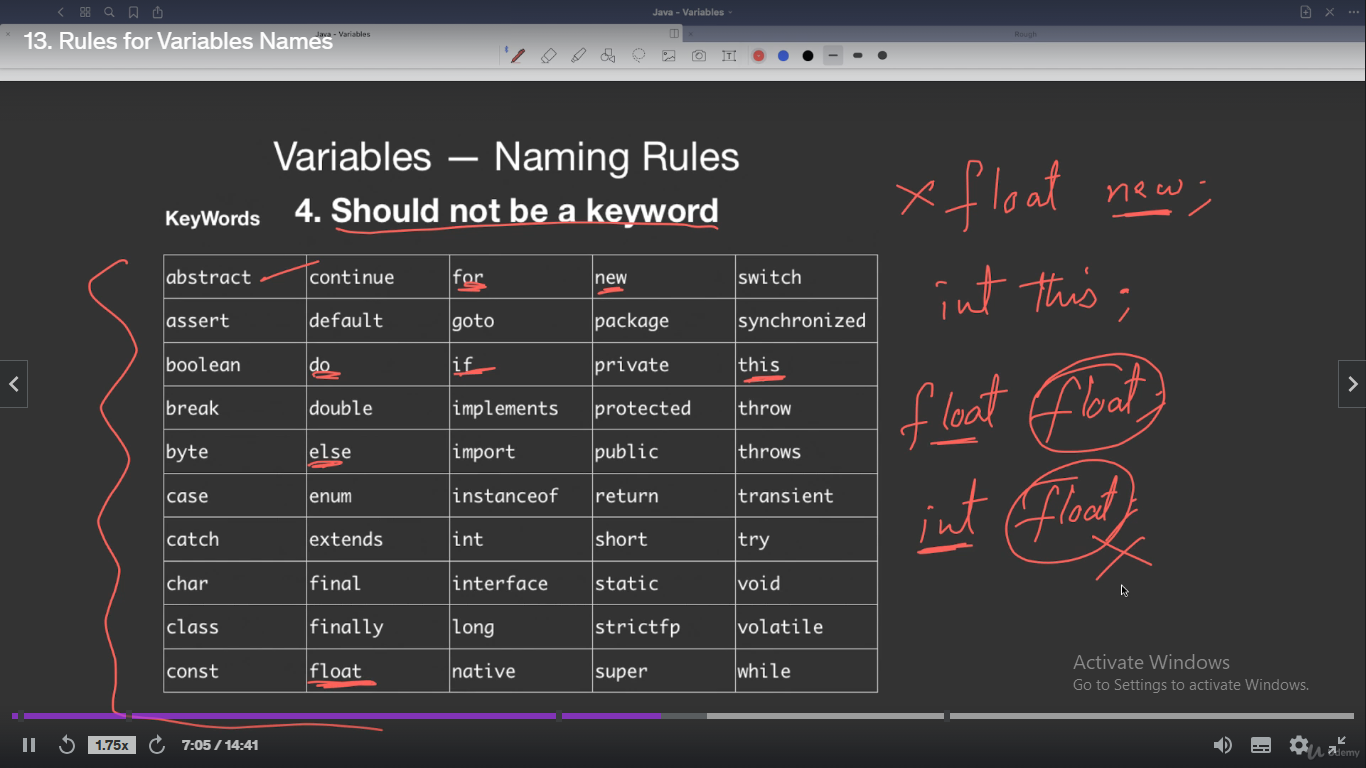 Java - Variables
13. Rules for Variables Names
Java - Variables
Rough
Variables — Naming Rules
KeyWords
4. Should not be a keyword
abstract continue for new switch
assert default goto package synchronized
boolean do if private this
break double implements protected throw
byte else import public throws
case enum instanceof return transient
catch extends int short try
char final interface static void
class finally long strictfp volatile
const float native super while
× float new;
int this;
float float;
int float;
×
Activate Windows
Go to Settings to activate Windows.
1.75x
7:05 / 14:41
Udemy